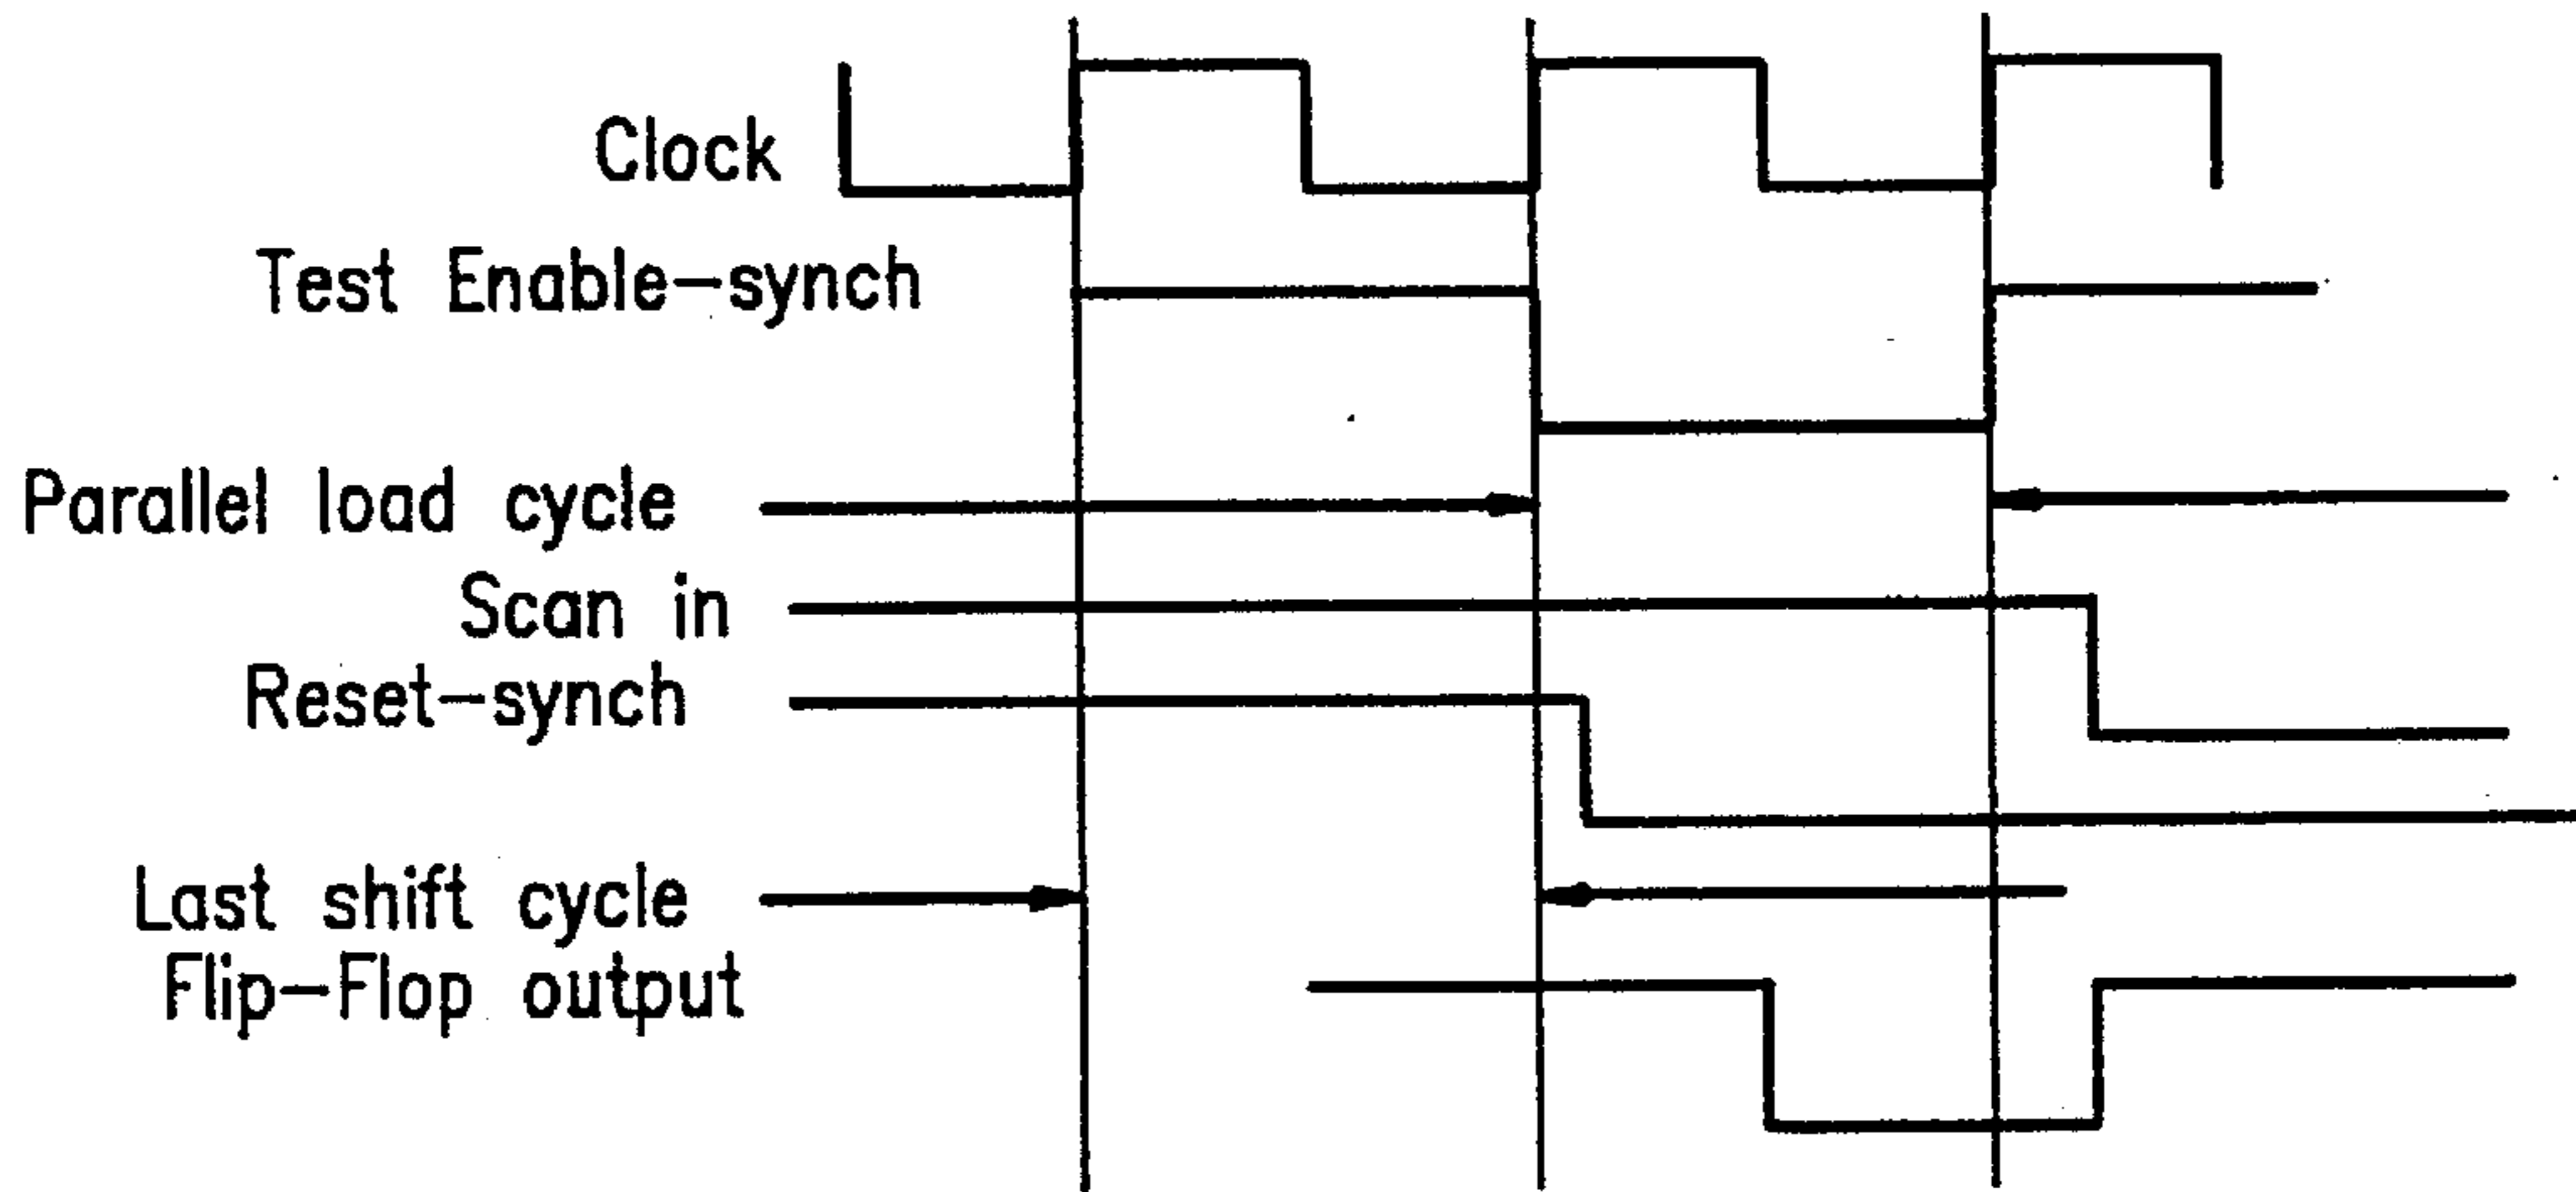 Clock
Test Enable-synch
Parallel load cycle
Scan in
Reset-synch
Last shift cycle
Flip-Flop output